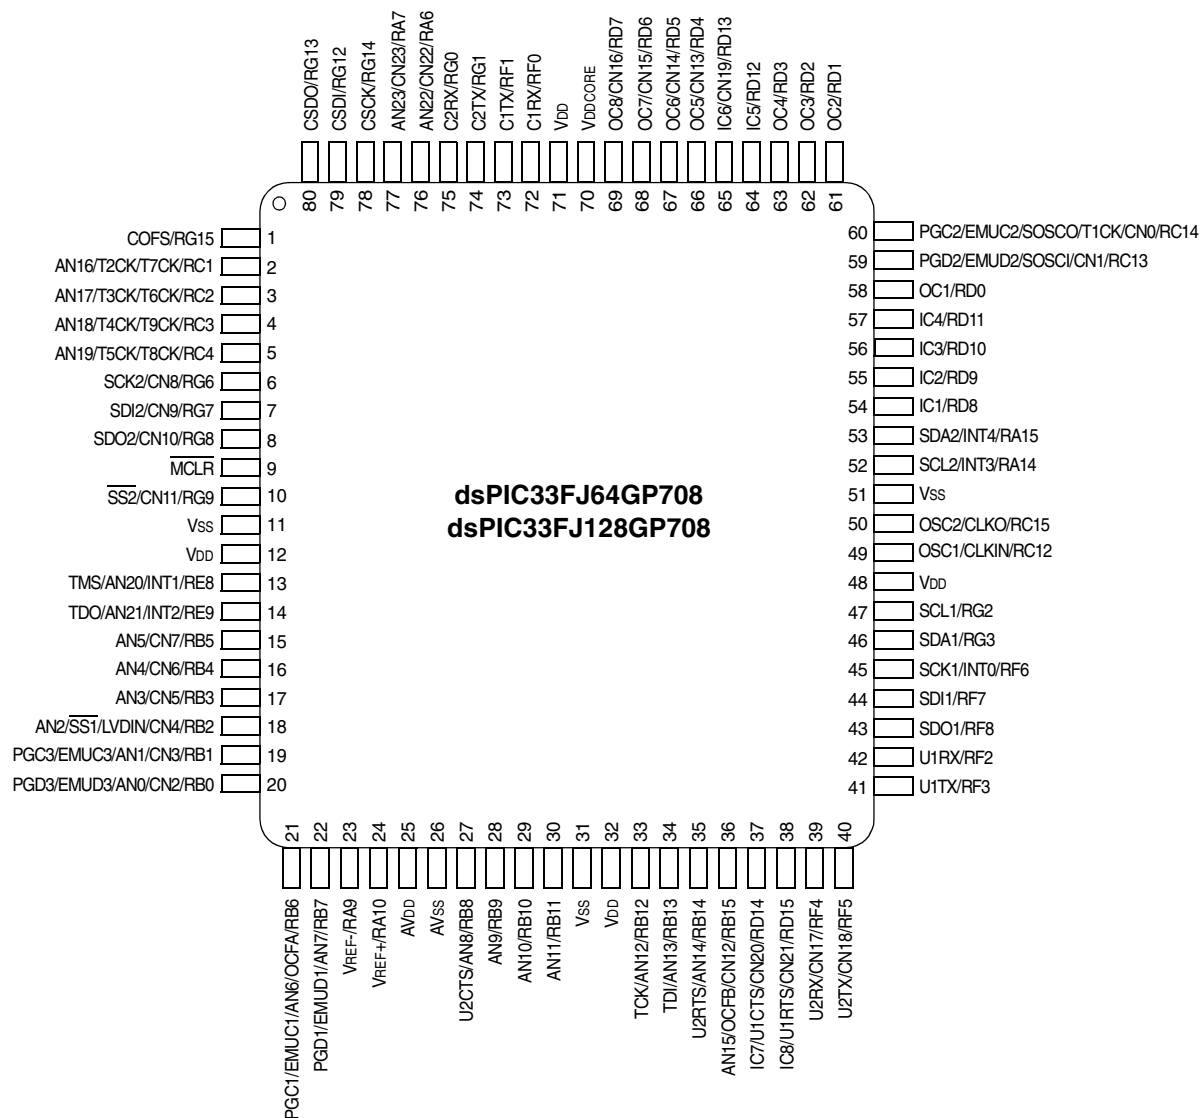 CSDO/RG13
CSDI/RG12
CSCK/RG14
AN23/CN23/RA7
AN22/CN22/RA6
C2RX/RG0
C2TX/RG1
C1TX/RF1
C1RX/RF0
VDD
VDDCORE
OC8/CN16/RD7
OC7/CN15/RD6
OC6/CN14/RD5
OC5/CN13/RD4
IC6/CN19/RD13
IC5/RD12
OC4/RD3
OC3/RD2
OC2/RD1
80
79
78
77
76
75
74
73
72
71
70
69
68
67
66
65
64
63
62
61
COFS/RG15 1
AN16/T2CK/T7CK/RC1 2
AN17/T3CK/T6CK/RC2 3
AN18/T4CK/T9CK/RC3 4
AN19/T5CK/T8CK/RC4 5
SCK2/CN8/RG6 6
SDI2/CN9/RG7 7
SDO2/CN10/RG8 8
MCLR 9
SS2/CN11/RG9 10
VSS 11
VDD 12
TMS/AN20/INT1/RE8 13
TDO/AN21/INT2/RE9 14
AN5/CN7/RB5 15
AN4/CN6/RB4 16
AN3/CN5/RB3 17
AN2/SS1/LVDIN/CN4/RB2 18
PGC3/EMUC3/AN1/CN3/RB1 19
PGD3/EMUD3/AN0/CN2/RB0 20
dsPIC33FJ64GP708
dsPIC33FJ128GP708
60 PGC2/EMUC2/SOSCO/T1CK/CN0/RC14
59 PGD2/EMUD2/SOSCI/CN1/RC13
58 OC1/RD0
57 IC4/RD11
56 IC3/RD10
55 IC2/RD9
54 IC1/RD8
53 SDA2/INT4/RA15
52 SCL2/INT3/RA14
51 VSS
50 OSC2/CLKO/RC15
49 OSC1/CLKIN/RC12
48 VDD
47 SCL1/RG2
46 SDA1/RG3
45 SCK1/INT0/RF6
44 SDI1/RF7
43 SDO1/RF8
42 U1RX/RF2
41 U1TX/RF3
21
22
23
24
25
26
27
28
29
30
31
32
33
34
35
36
37
38
39
40
PGC1/EMUC1/AN6/OCFA/RB6
PGD1/EMUD1/AN7/RB7
VREF-/RA9
VREF+/RA10
AVDD
AVSS
U2CTS/AN8/RB8
AN9/RB9
AN10/RB10
AN11/RB11
VSS
VDD
TCK/AN12/RB12
TDI/AN13/RB13
U2RTS/AN14/RB14
AN15/OCFB/CN12/RB15
IC7/U1CTS/CN20/RD14
IC8/U1RTS/CN21/RD15
U2RX/CN17/RF4
U2TX/CN18/RF5